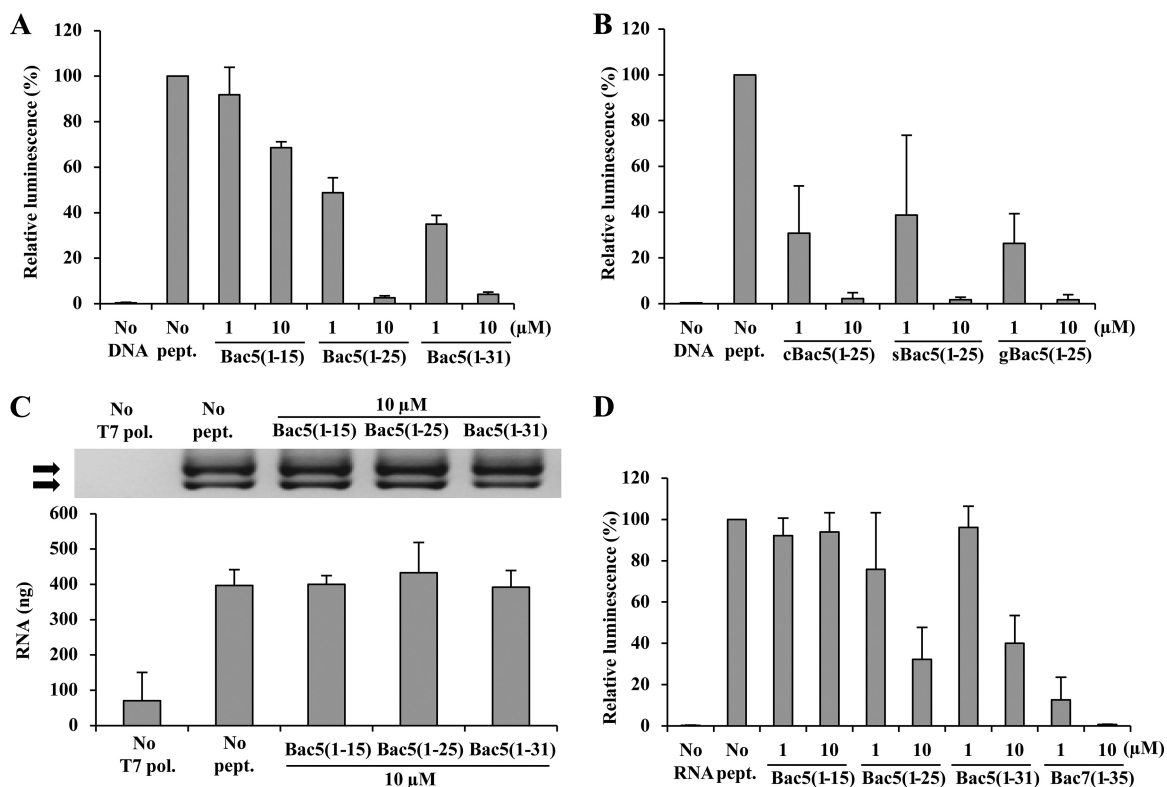 A
Relative luminescence (%)
120
100
80
60
40
20
0
No DNA
No pept.
1 10 1 10 1 10 (μM)
Bac5(1-15) Bac5(1-25) Bac5(1-31)
B
Relative luminescence (%)
120
100
80
60
40
20
0
No DNA
No pept.
1 10 1 10 1 10 (μM)
cBac5(1-25) sBac5(1-25) gBac5(1-25)
C
No T7 pol.
No pept.
10 μM
Bac5(1-15) Bac5(1-25) Bac5(1-31)
RNA (ng)
600
500
400
300
200
100
0
No T7 pol.
No pept.
Bac5(1-15) Bac5(1-25) Bac5(1-31)
10 μM
D
Relative luminescence (%)
120
100
80
60
40
20
0
No RNA
No pept.
1 10 1 10 1 10 1 10 (μM)
Bac5(1-15) Bac5(1-25) Bac5(1-31) Bac7(1-35)